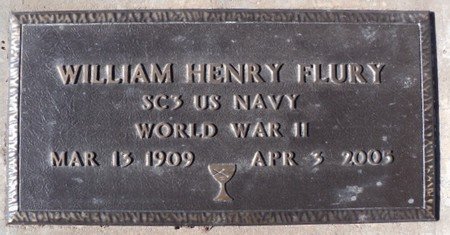 WILLIAM HENRY FLURY
SC3 US NAVY
WORLD WAR II
MAR 13 1909 APR 3 2005